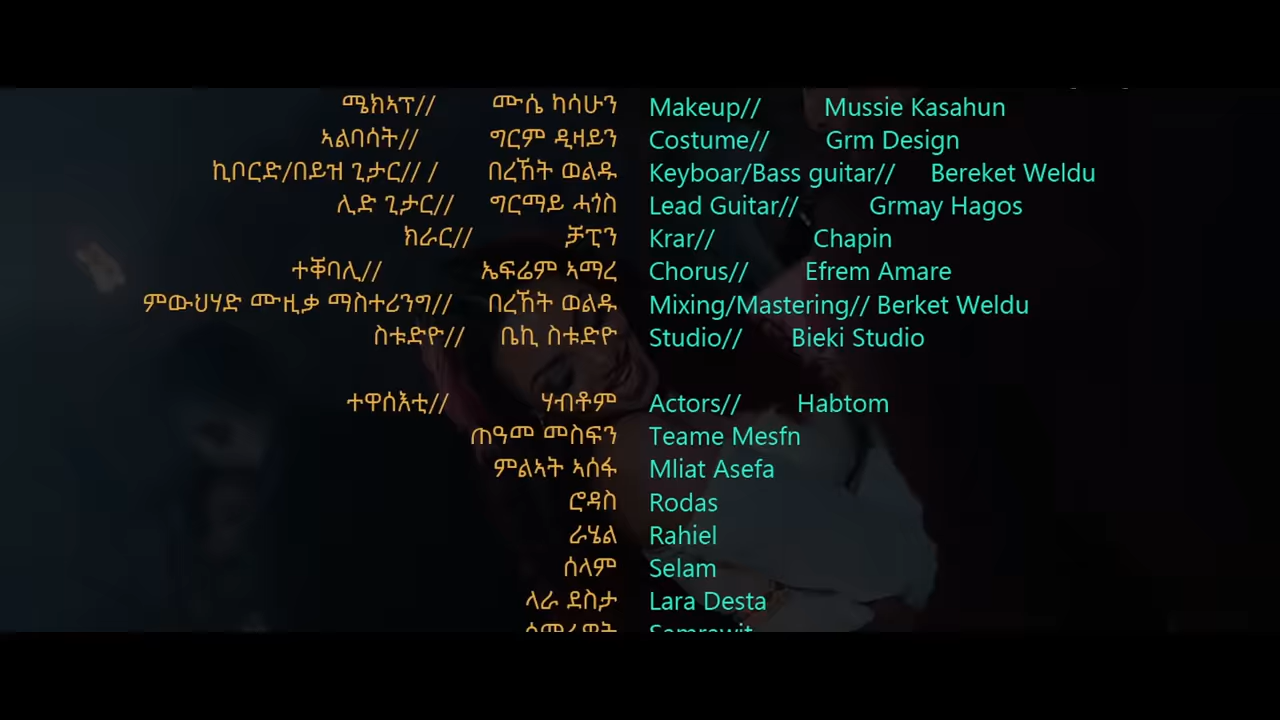 ሜክኣፕ// ሙሴ ካሳሁን Makeup// Mussie Kasahun
ኣልባሳት// ግርም ዲዛይን Costume// Grm Design
ኪቦርድ/በይዝ ጊታር// / በረኸት ወልዱ Keyboar/Bass guitar// Bereket Weldu
ሊድ ጊታር// ግርማይ ሓጎስ Lead Guitar// Grmay Hagos
ክራር// ቻፒን Krar// Chapin
ተቐባሊ// ኤፍሬም ኣማረ Chorus// Efrem Amare
ምውህሃድ ሙዚቃ ማስተሪንግ// በረኸት ወልዱ Mixing/Mastering// Berket Weldu
ስቱድዮ// ቤኪ ስቱድዮ Studio// Bieki Studio
ተዋሰእቲ// ሃብቶም Actors// Habtom
ጠዓመ መስፍን Teame Mesfn
ምልኣት ኣሰፋ Mliat Asefa
ሮዳስ Rodas
ራሄል Rahiel
ሰላም Selam
ላራ ደስታ Lara Desta